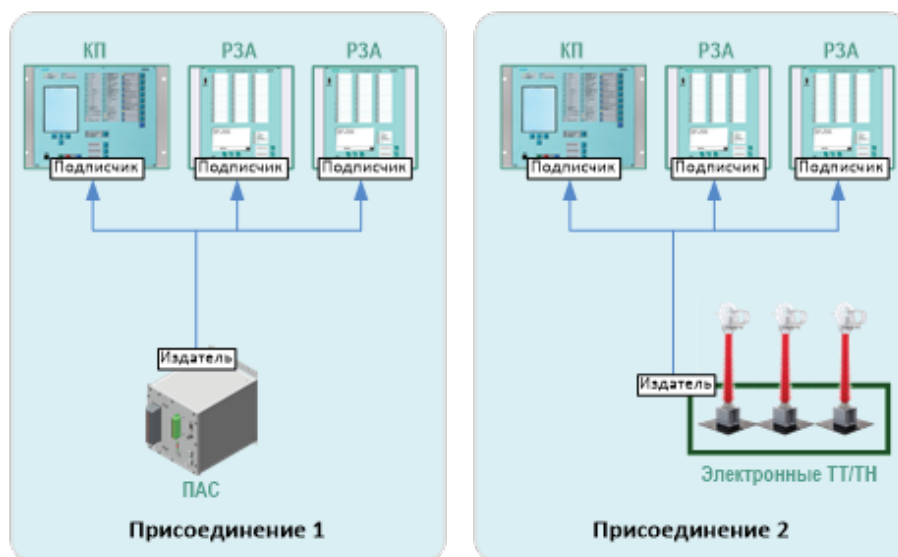 КП
РЗА
РЗА
Подписчик
Подписчик
Подписчик
Издатель
ПАС
Присоединение 1
КП
РЗА
РЗА
Подписчик
Подписчик
Подписчик
Издатель
Электронные ТТ/ТН
Присоединение 2